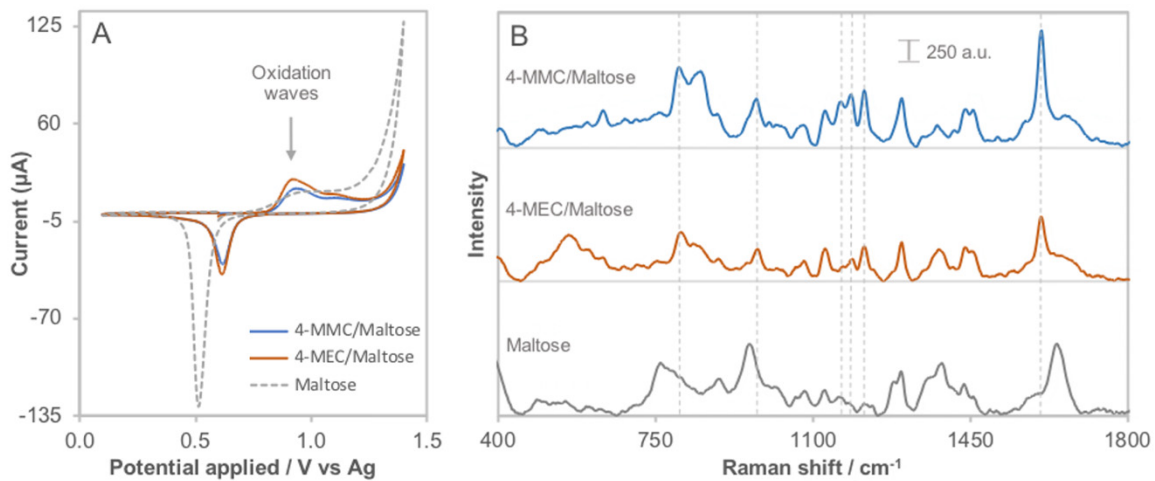 A
125
60
-5
-70
-135
Current (µA)
Oxidation
waves
4-MMC/Maltose
4-MEC/Maltose
Maltose
0.0
0.5
1.0
1.5
Potential applied / V vs Ag
B
250 a.u.
4-MMC/Maltose
4-MEC/Maltose
Maltose
Intensity
400
750
1100
1450
1800
Raman shift / cm-1